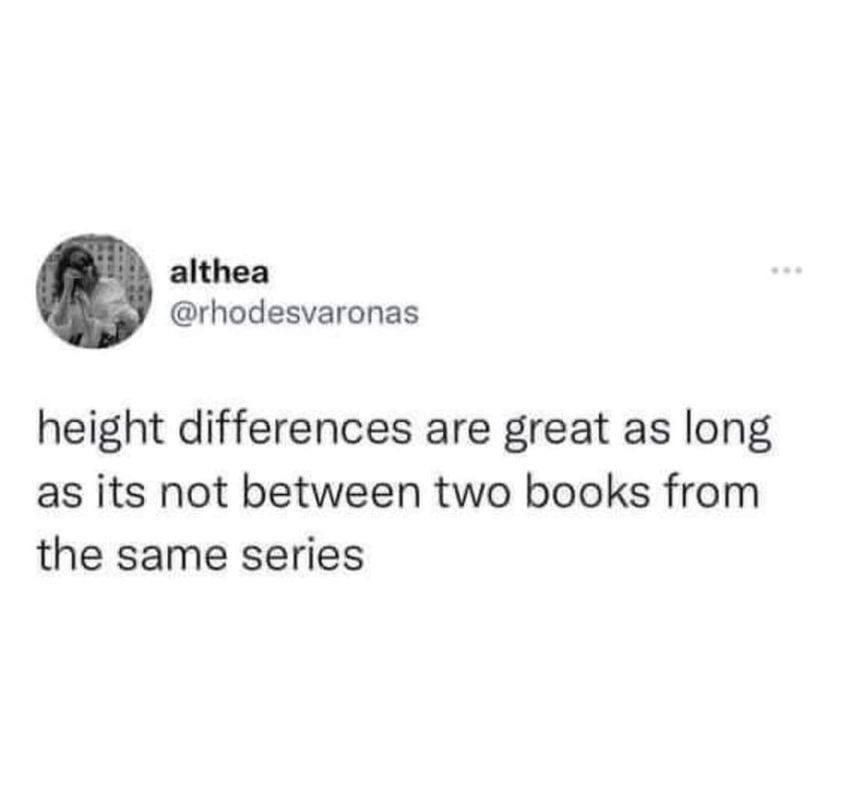 althea
@rhodesvaronas
height differences are great as long
as its not between two books from
the same series